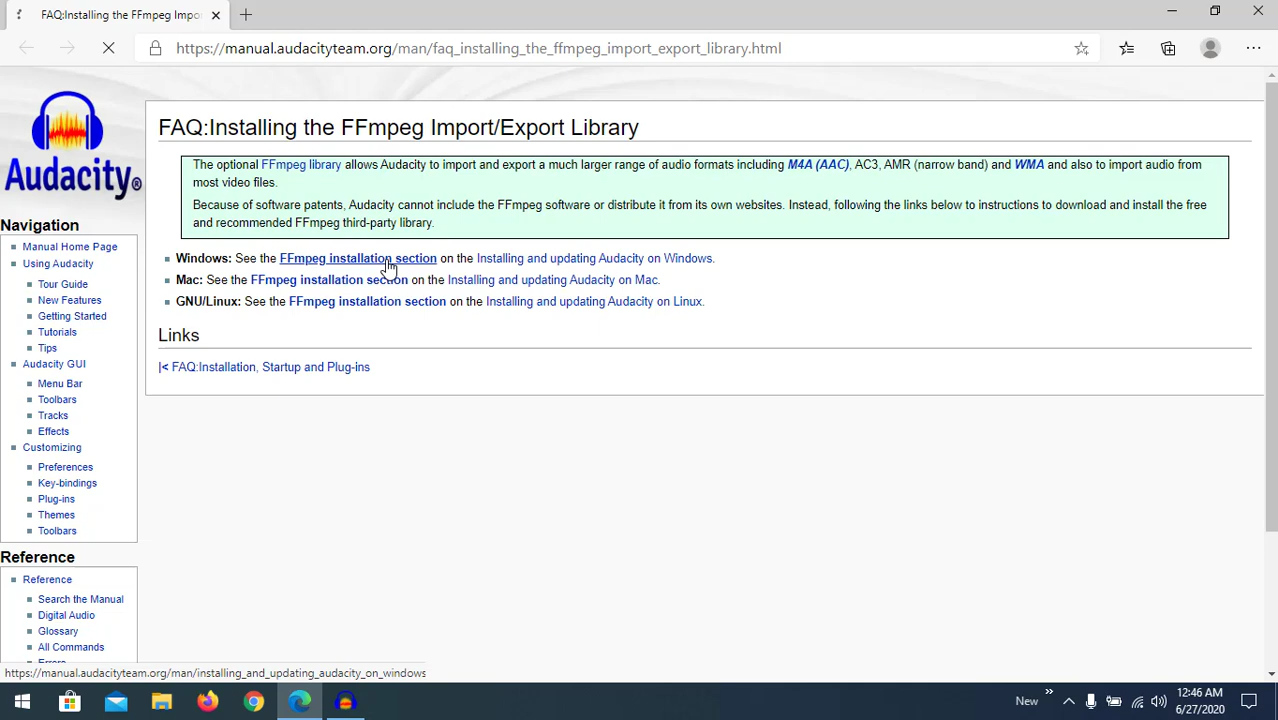 FAQ:Installing the FFmpeg Impor
https://manual.audacityteam.org/man/faq_installing_the_ffmpeg_import_export_library.html
Audacity®
FAQ:Installing the FFmpeg Import/Export Library
The optional FFmpeg library allows Audacity to import and export a much larger range of audio formats including M4A (AAC), AC3, AMR (narrow band) and WMA and also to import audio from
most video files.
Because of software patents, Audacity cannot include the FFmpeg software or distribute it from its own websites. Instead, following the links below to instructions to download and install the free
and recommended FFmpeg third-party library.
Windows: See the FFmpeg installation section on the Installing and updating Audacity on Windows.
Mac: See the FFmpeg installation section on the Installing and updating Audacity on Mac.
GNU/Linux: See the FFmpeg installation section on the Installing and updating Audacity on Linux.
Links
|< FAQ:Installation, Startup and Plug-ins
Navigation
Manual Home Page
Using Audacity
Tour Guide
New Features
Getting Started
Tutorials
Tips
Audacity GUI
Menu Bar
Toolbars
Tracks
Effects
Customizing
Preferences
Key-bindings
Plug-ins
Themes
Toolbars
Reference
Reference
Search the Manual
Digital Audio
Glossary
All Commands
Errors
https://manual.audacityteam.org/man/installing_and_updating_audacity_on_windows
New
12:46 AM
6/27/2020